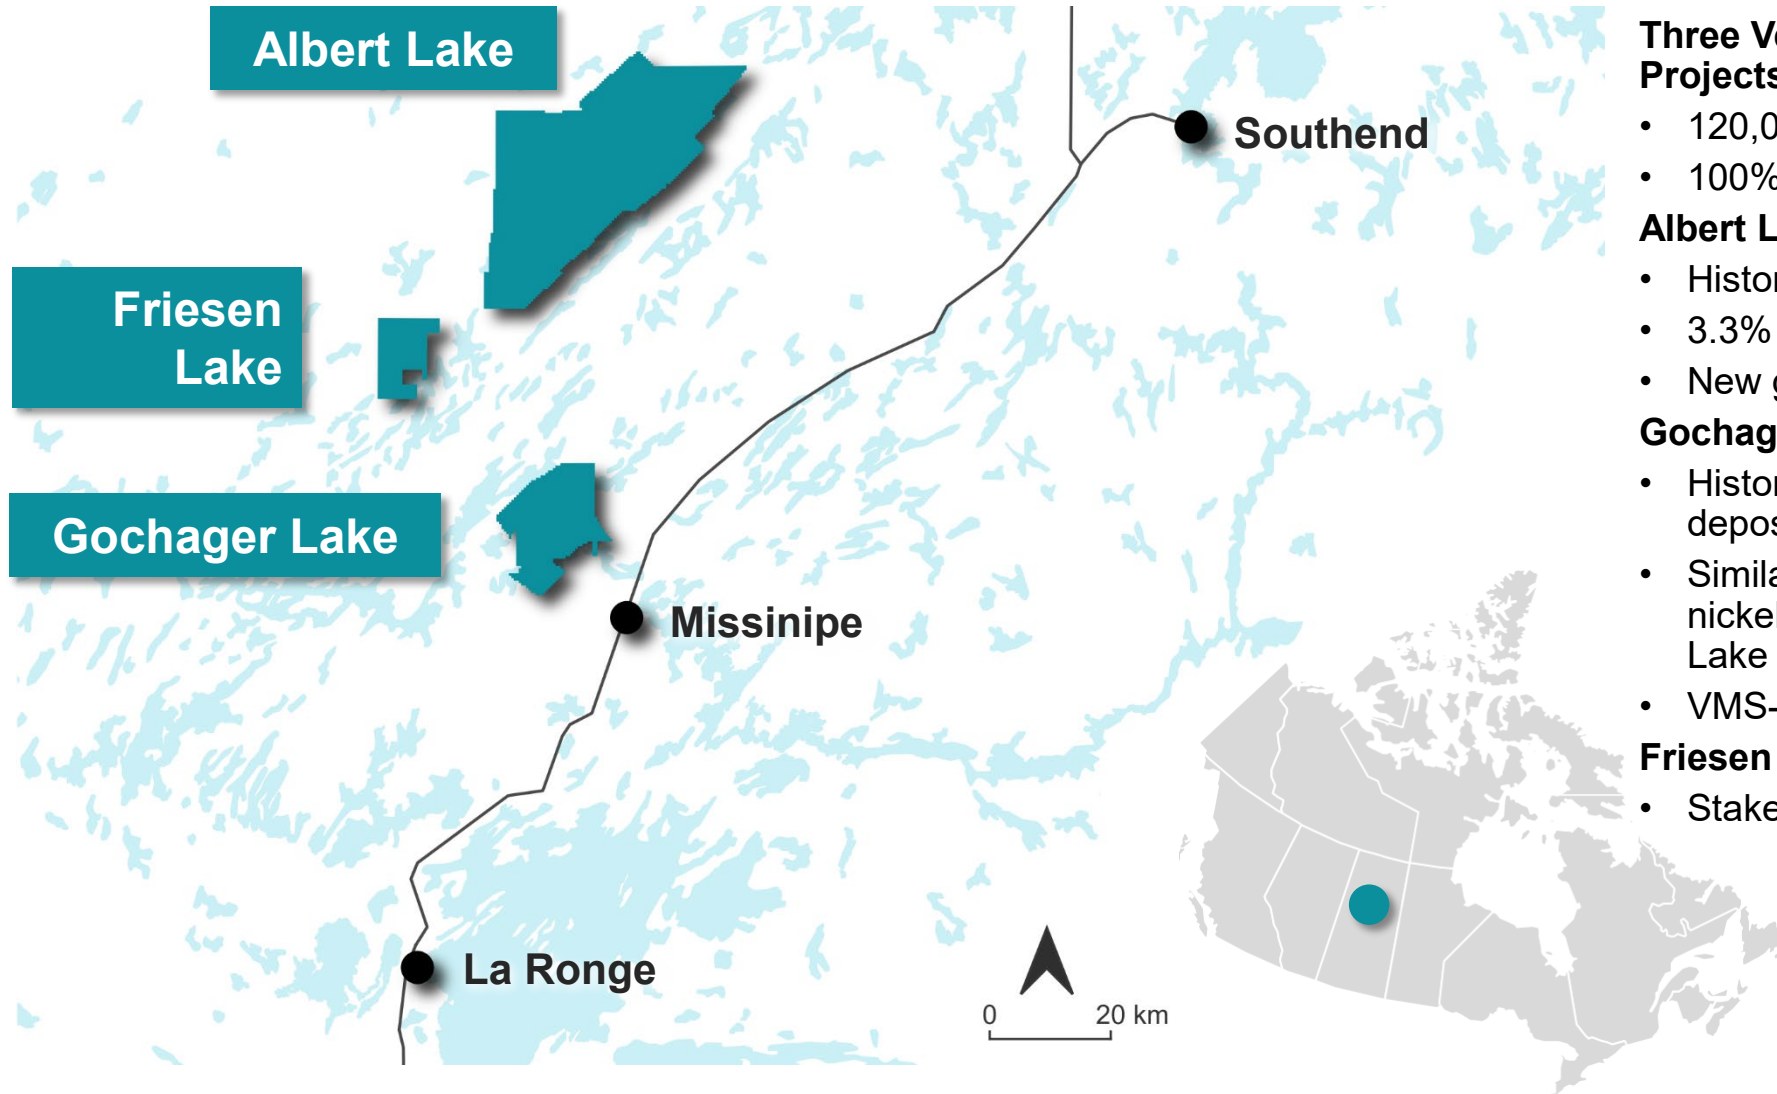 Albert Lake
Southend
Friesen
Lake
Gochager Lake
Missinipe
La Ronge
0 20 km
Three
Projects
• 120,0
• 100%
Albert L
• Histor
• 3.3%
• New g
Gochag
• Histor
depos
• Simila
nickel
Lake
• VMS-
Friesen
• Stake